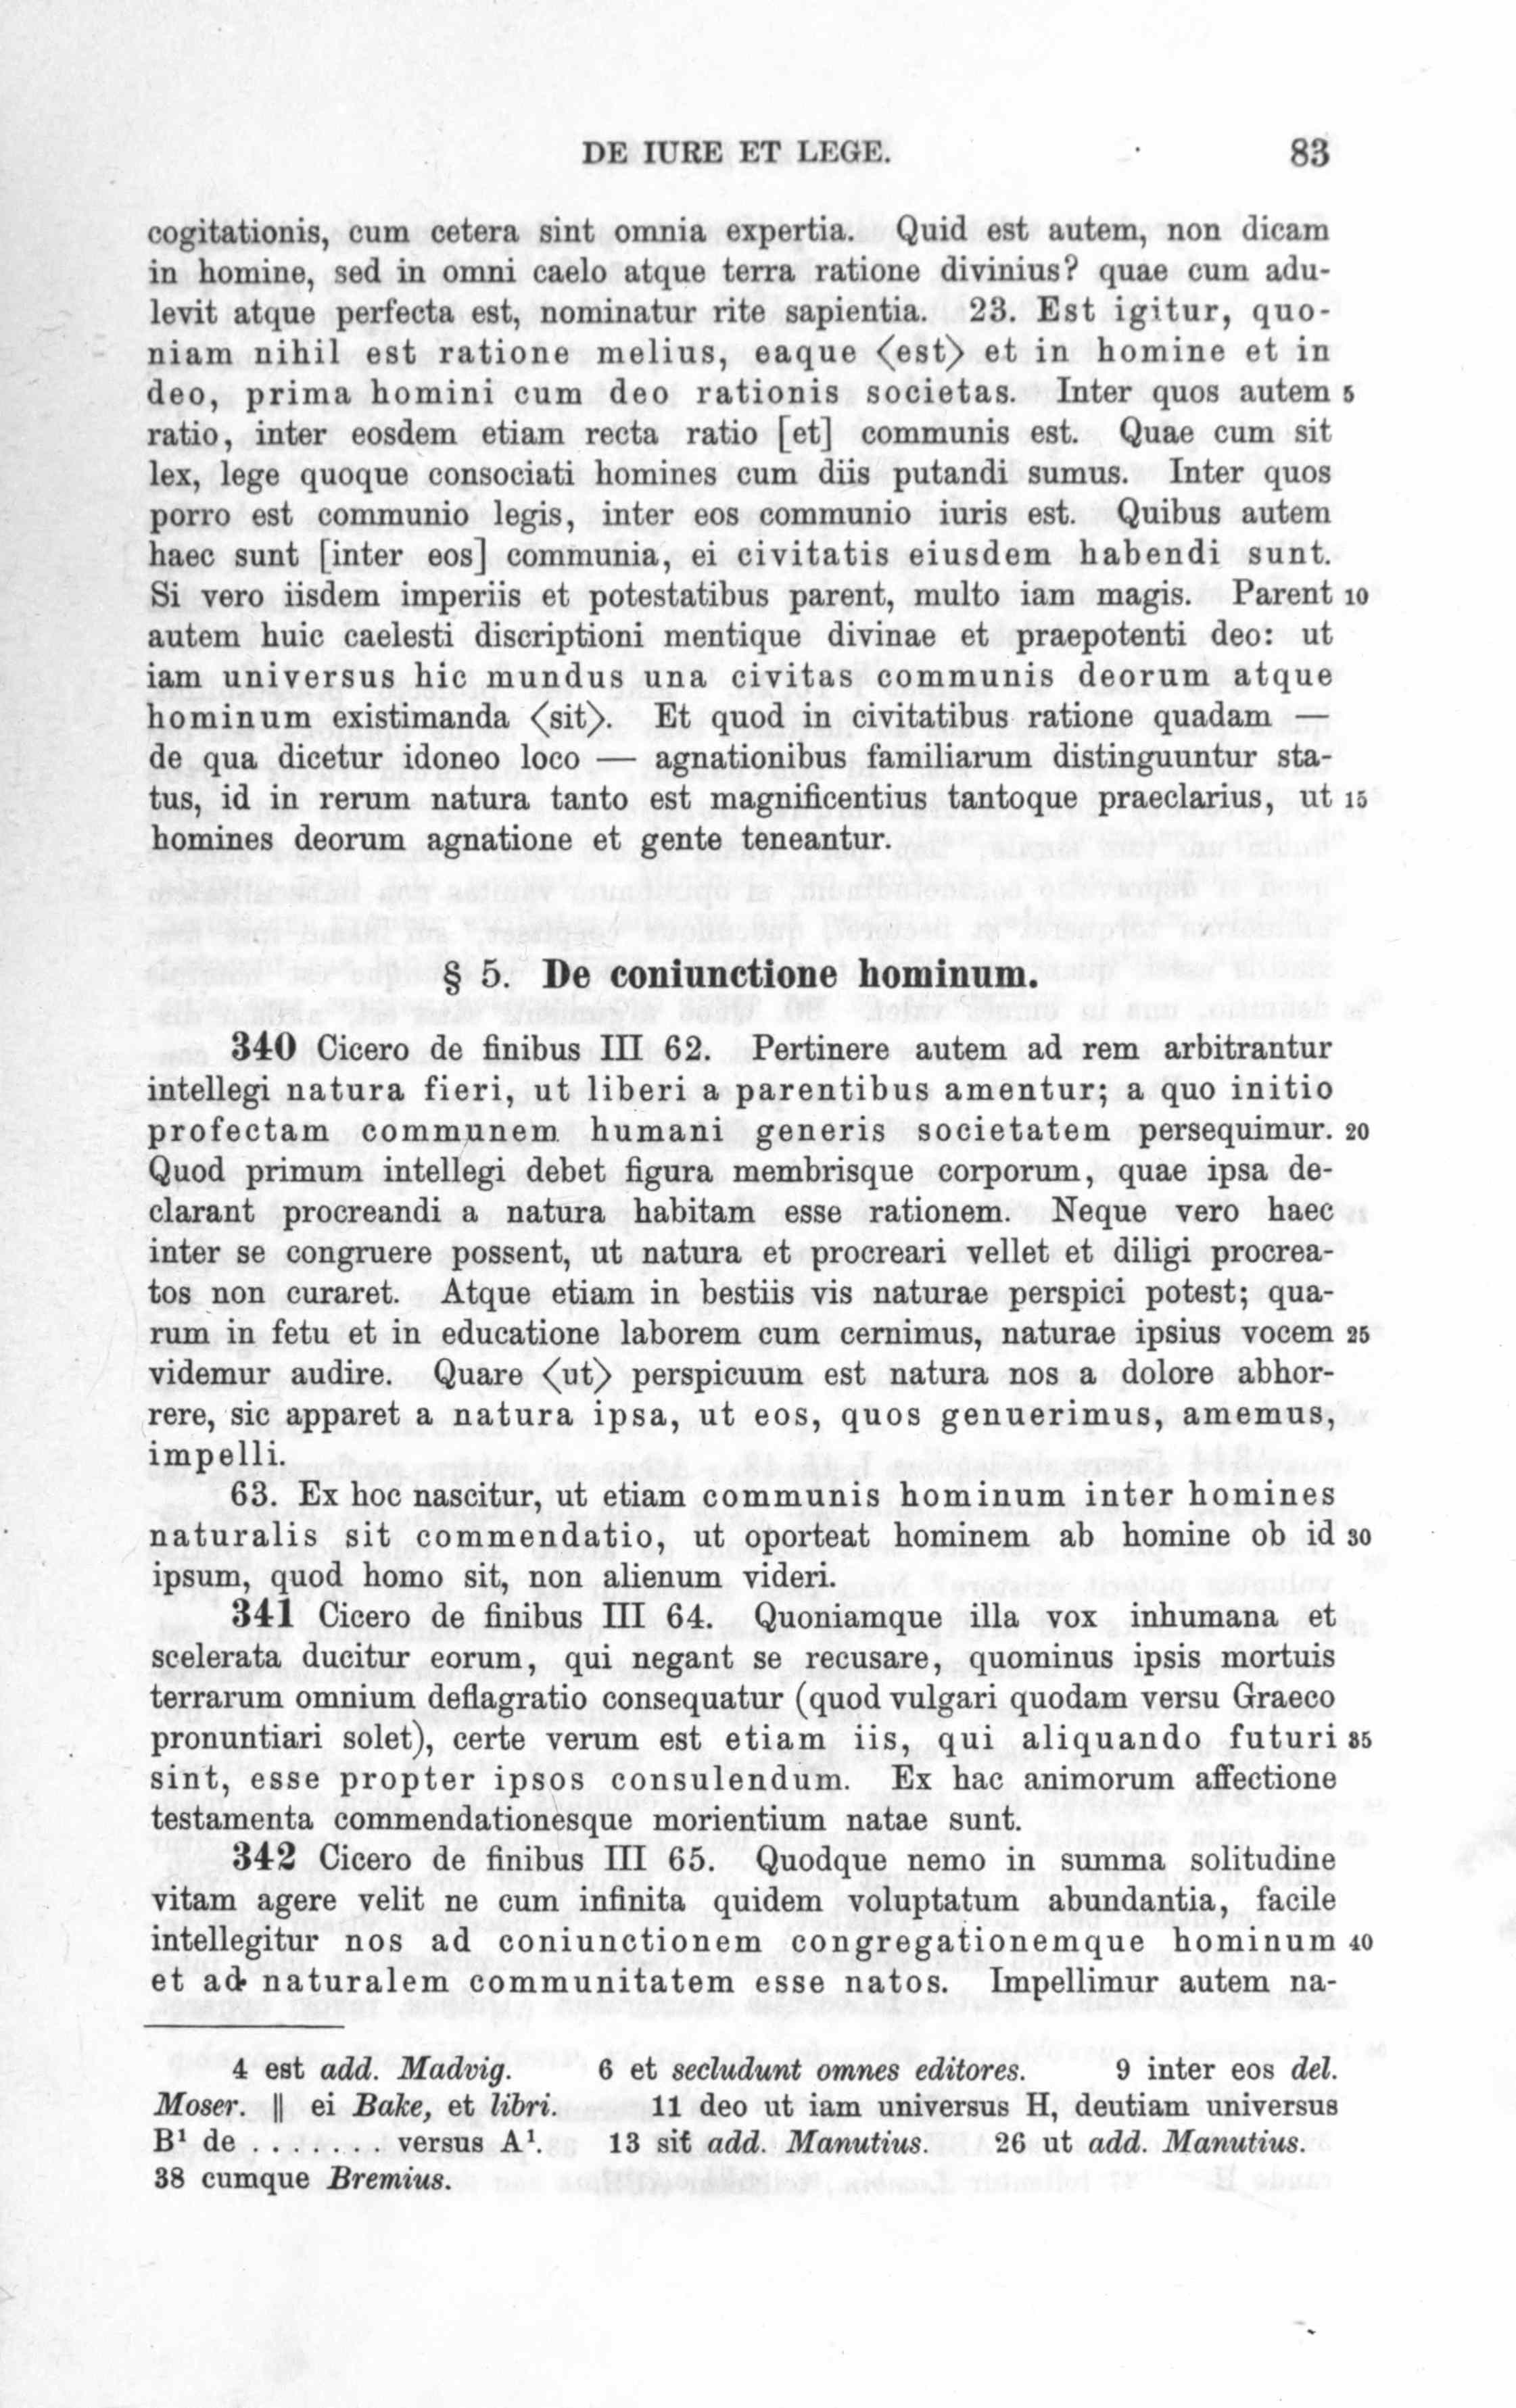 DE IURE ET LEGE. 83
cogitationis, cum cetera sint omnia expertia. Quid est autem, non dicam
in homine, sed in omni caelo atque terra ratione divinius? quae cum adu-
levit atque perfecta est, nominatur rite sapientia. 23. Est igitur, quo-
niam nihil est ratione melius, eaque ⟨est⟩ et in homine et in
deo, prima homini cum deo rationis societas. Inter quos autem 5
ratio, inter eosdem etiam recta ratio [et] communis est. Quae cum sit
lex, lege quoque consociati homines cum diis putandi sumus. Inter quos
porro est communio legis, inter eos communio iuris est. Quibus autem
haec sunt [inter eos] communia, ei civitatis eiusdem habendi sunt.
Si vero iisdem imperiis et potestatibus parent, multo iam magis. Parent 10
autem huic caelesti discriptioni mentique divinae et praepotenti deo: ut
iam universus hic mundus una civitas communis deorum atque
hominum existimanda ⟨sit⟩. Et quod in civitatibus ratione quadam —
de qua dicetur idoneo loco — agnationibus familiarum distinguuntur sta-
tus, id in rerum natura tanto est magnificentius tantoque praeclarius, ut 15
homines deorum agnatione et gente teneantur.
§ 5. De coniunctione hominum.
340 Cicero de finibus III 62. Pertinere autem ad rem arbitrantur
intellegi natura fieri, ut liberi a parentibus amentur; a quo initio
profectam communem humani generis societatem persequimur. 20
Quod primum intellegi debet figura membrisque corporum, quae ipsa de-
clarant procreandi a natura habitam esse rationem. Neque vero haec
inter se congruere possent, ut natura et procreari vellet et diligi procrea-
tos non curaret. Atque etiam in bestiis vis naturae perspici potest; qua-
rum in fetu et in educatione laborem cum cernimus, naturae ipsius vocem 25
videmur audire. Quare ⟨ut⟩ perspicuum est natura nos a dolore abhor-
rere, sic apparet a natura ipsa, ut eos, quos genuerimus, amemus,
impelli.
63. Ex hoc nascitur, ut etiam communis hominum inter homines
naturalis sit commendatio, ut oporteat hominem ab homine ob id 30
ipsum, quod homo sit, non alienum videri.
341 Cicero de finibus III 64. Quoniamque illa vox inhumana et
scelerata ducitur eorum, qui negant se recusare, quominus ipsis mortuis
terrarum omnium deflagratio consequatur (quod vulgari quodam versu Graeco
pronuntiari solet), certe verum est etiam iis, qui aliquando futuri 35
sint, esse propter ipsos consulendum. Ex hac animorum affectione
testamenta commendationesque morientium natae sunt.
342 Cicero de finibus III 65. Quodque nemo in summa solitudine
vitam agere velit ne cum infinita quidem voluptatum abundantia, facile
intellegitur nos ad coniunctionem congregationemque hominum 40
et ad naturalem communitatem esse natos. Impellimur autem na-
4 est add. Madvig. 6 et secludunt omnes editores. 9 inter eos del.
Moser. || ei Bake, et libri. 11 deo ut iam universus H, deutiam universus
B¹ de . . . . . . . versus A¹. 13 sit add. Manutius. 26 ut add. Manutius.
38 cumque Bremius.